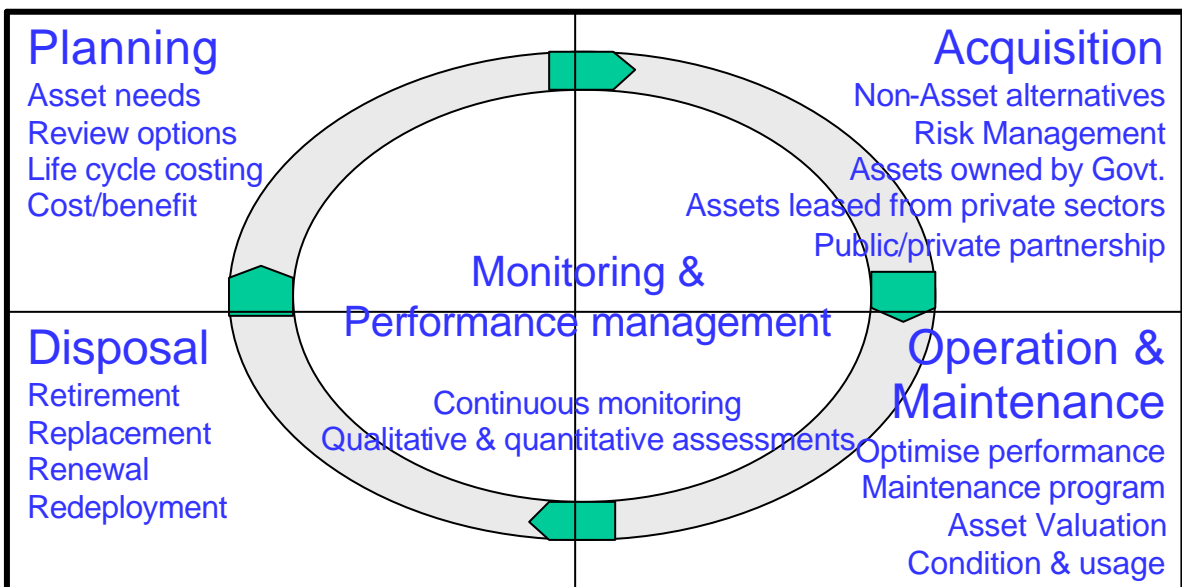 Planning
Asset needs
Review options
Life cycle costing
Cost/benefit
Acquisition
Non-Asset alternatives
Risk Management
Assets owned by Govt.
Assets leased from private sectors
Public/private partnership
Monitoring &
Performance management
Continuous monitoring
Qualitative & quantitative assessments
Disposal
Retirement
Replacement
Renewal
Redeployment
Operation &
Maintenance
Optimise performance
Maintenance program
Asset Valuation
Condition & usage